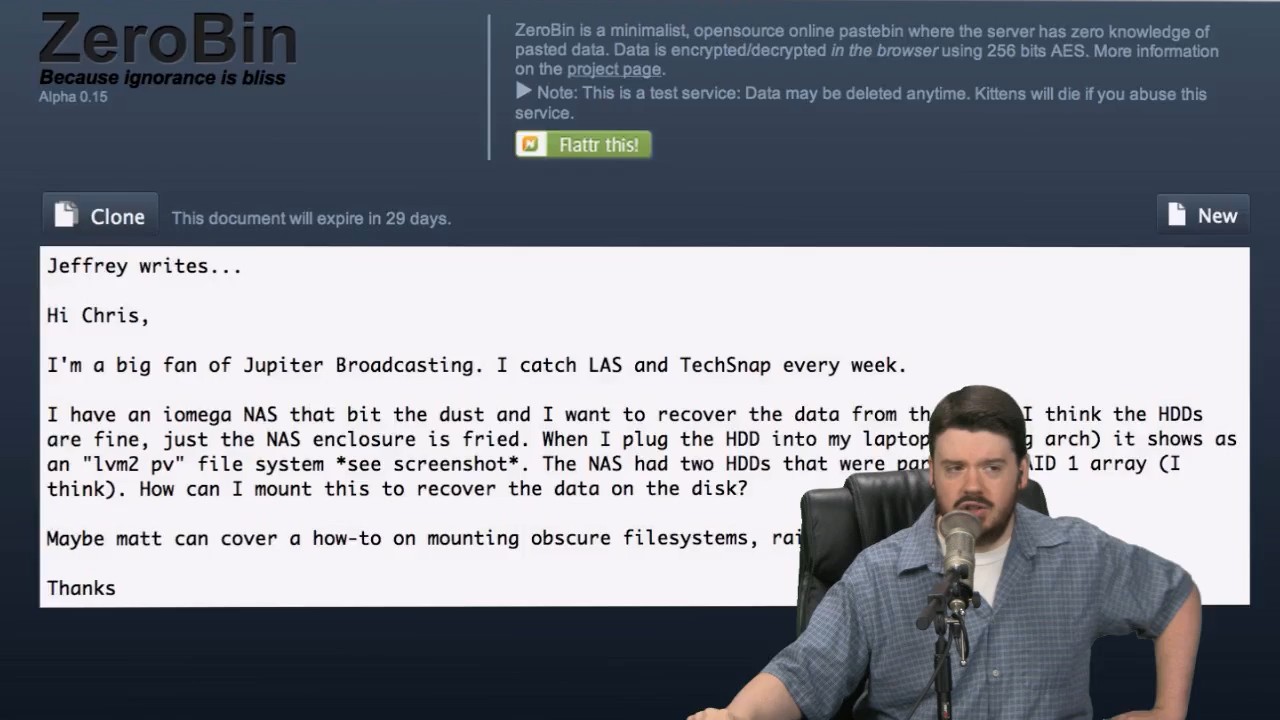 ZeroBin
Because ignorance is bliss
Alpha 0.15
ZeroBin is a minimalist, opensource online pastebin where the server has zero knowledge of
pasted data. Data is encrypted/decrypted in the browser using 256 bits AES. More information
on the project page.
Note: This is a test service: Data may be deleted anytime. Kittens will die if you abuse this
service.
Flattr this!
Clone
This document will expire in 29 days.
New
Jeffrey writes...
Hi Chris,
I'm a big fan of Jupiter Broadcasting. I catch LAS and TechSnap every week.
I have an iomega NAS that bit the dust and I want to recover the data from I think the HDDs
are fine, just the NAS enclosure is fried. When I plug the HDD into my laptop arch) it shows as
an "lvm2 pv" file system *see screenshot*. The NAS had two HDDs that were 1 array (I
think). How can I mount this to recover the data on the disk?
Maybe matt can cover a how-to on mounting obscure filesystems,
Thanks